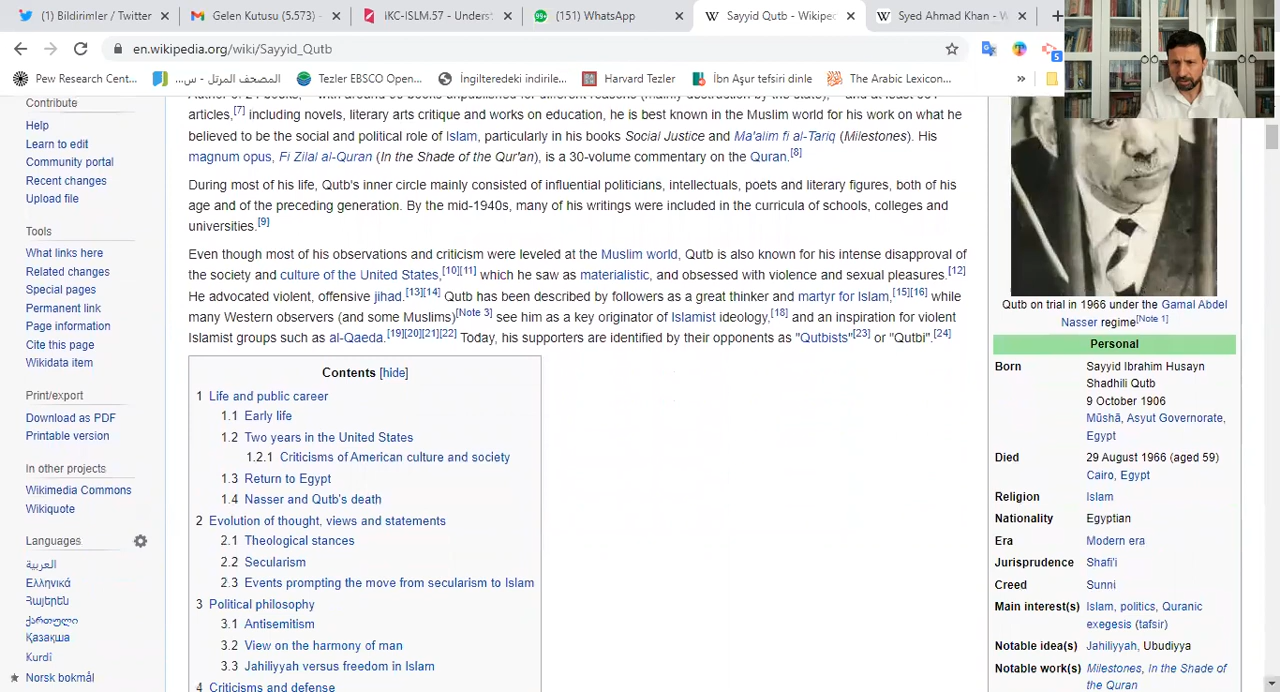 (1) Bildirimler / Twitter
Gelen Kutusu (5.573) -
iKC-ISLM.57 - Underst
99+
(151) WhatsApp
Sayyid Qutb - Wikipec
Syed Ahmad Khan - W
en.wikipedia.org/wiki/Sayyid_Qutb
5
Pew Research Cent...
المصحف المرتل - س...
Tezler EBSCO Open...
İngilteredeki indirile...
Harvard Tezler
İbn Aşur tefsiri dinle
The Arabic Lexicon...
»
Contribute
Help
Learn to edit
Community portal
Recent changes
Upload file
Tools
What links here
Related changes
Special pages
Permanent link
Page information
Cite this page
Wikidata item
Print/export
Download as PDF
Printable version
In other projects
Wikimedia Commons
Wikiquote
Languages
العربية
Ελληνικά
Հայերեն
ქართული
Қазақша
Kurdî
Norsk bokmål
articles,[7] including novels, literary arts critique and works on education, he is best known in the Muslim world for his work on what he
believed to be the social and political role of Islam, particularly in his books Social Justice and Ma'alim fi al-Tariq (Milestones). His
magnum opus, Fi Zilal al-Quran (In the Shade of the Qur'an), is a 30-volume commentary on the Quran.[8]
During most of his life, Qutb's inner circle mainly consisted of influential politicians, intellectuals, poets and literary figures, both of his
age and of the preceding generation. By the mid-1940s, many of his writings were included in the curricula of schools, colleges and
universities.[9]
Even though most of his observations and criticism were leveled at the Muslim world, Qutb is also known for his intense disapproval of
the society and culture of the United States,[10][11] which he saw as materialistic, and obsessed with violence and sexual pleasures.[12]
He advocated violent, offensive jihad.[13][14] Qutb has been described by followers as a great thinker and martyr for Islam,[15][16] while
many Western observers (and some Muslims)[Note 3] see him as a key originator of Islamist ideology,[18] and an inspiration for violent
Islamist groups such as al-Qaeda.[19][20][21][22] Today, his supporters are identified by their opponents as "Qutbists"[23] or "Qutbi".[24]
Contents [hide]
1 Life and public career
1.1 Early life
1.2 Two years in the United States
1.2.1 Criticisms of American culture and society
1.3 Return to Egypt
1.4 Nasser and Qutb's death
2 Evolution of thought, views and statements
2.1 Theological stances
2.2 Secularism
2.3 Events prompting the move from secularism to Islam
3 Political philosophy
3.1 Antisemitism
3.2 View on the harmony of man
3.3 Jahiliyyah versus freedom in Islam
4 Criticisms and defense
Qutb on trial in 1966 under the Gamal Abdel
Nasser regime[Note 1]
Personal
Born Sayyid Ibrahim Husayn
Shadhili Qutb
9 October 1906
Mūshā, Asyut Governorate,
Egypt
Died 29 August 1966 (aged 59)
Cairo, Egypt
Religion Islam
Nationality Egyptian
Era Modern era
Jurisprudence Shafi'i
Creed Sunni
Main interest(s) Islam, politics, Quranic
exegesis (tafsir)
Notable idea(s) Jahiliyyah, Ubudiyya
Notable work(s) Milestones, In the Shade of
the Quran